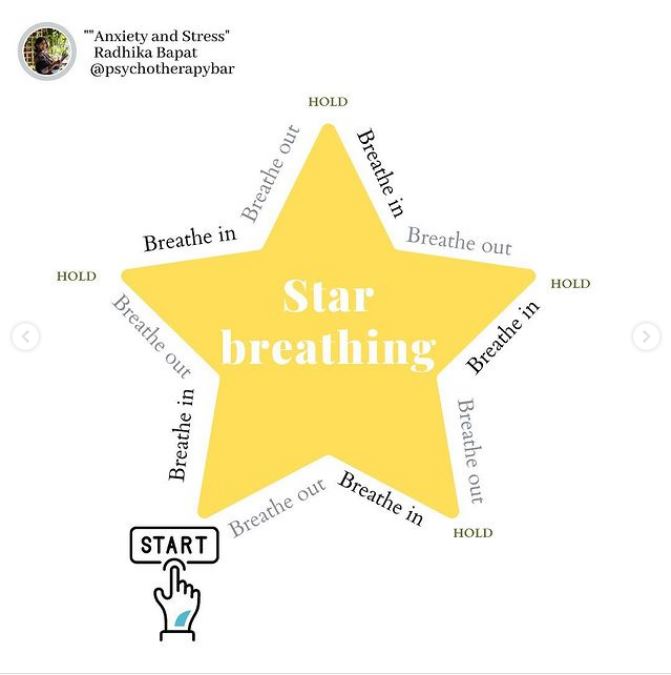 ""Anxiety and Stress"
Radhika Bapat
@psychotherapybar
HOLD
Breathe out
Breathe in
Breathe in
Breathe out
HOLD
HOLD
Star
breathing
Breathe out
Breathe in
Breathe in
Breathe out
Breathe out
Breathe in
HOLD
START